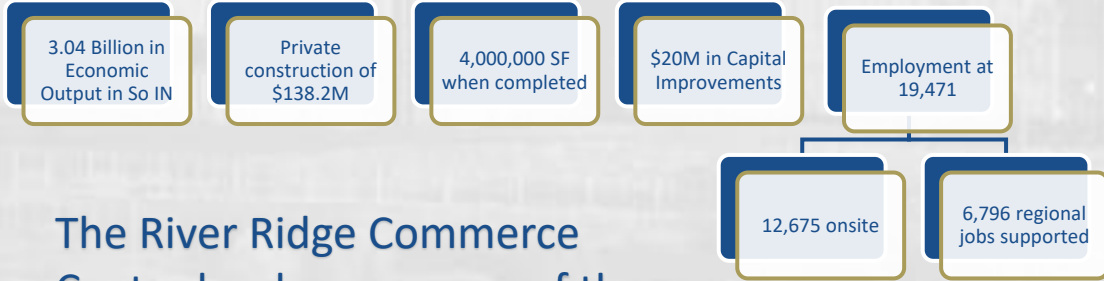 3.04 Billion in
Economic
Output in So IN
Private
construction of
$138.2M
4,000,000 SF
when completed
$20M in Capital
Improvements
Employment at
19,471
12,675 onsite
6,796 regional
jobs supported
The River Ridge Commerce